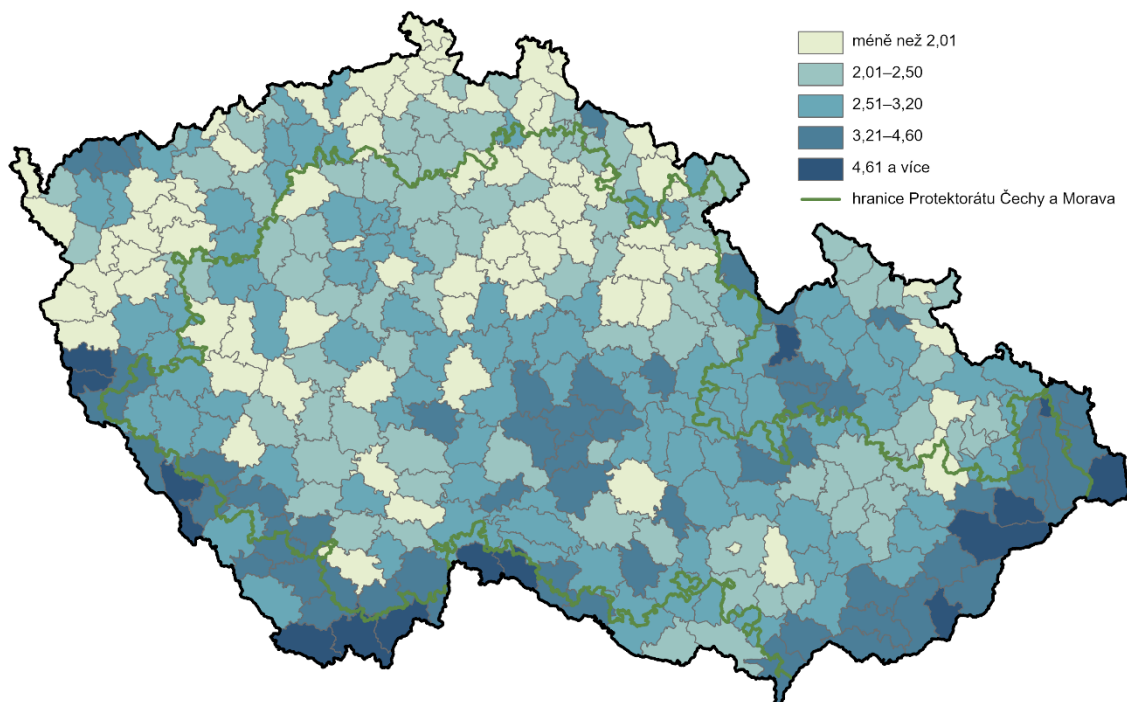 méně než 2,01
2,01–2,50
2,51–3,20
3,21–4,60
4,61 a více
hranice Protektorátu Čechy a Morava